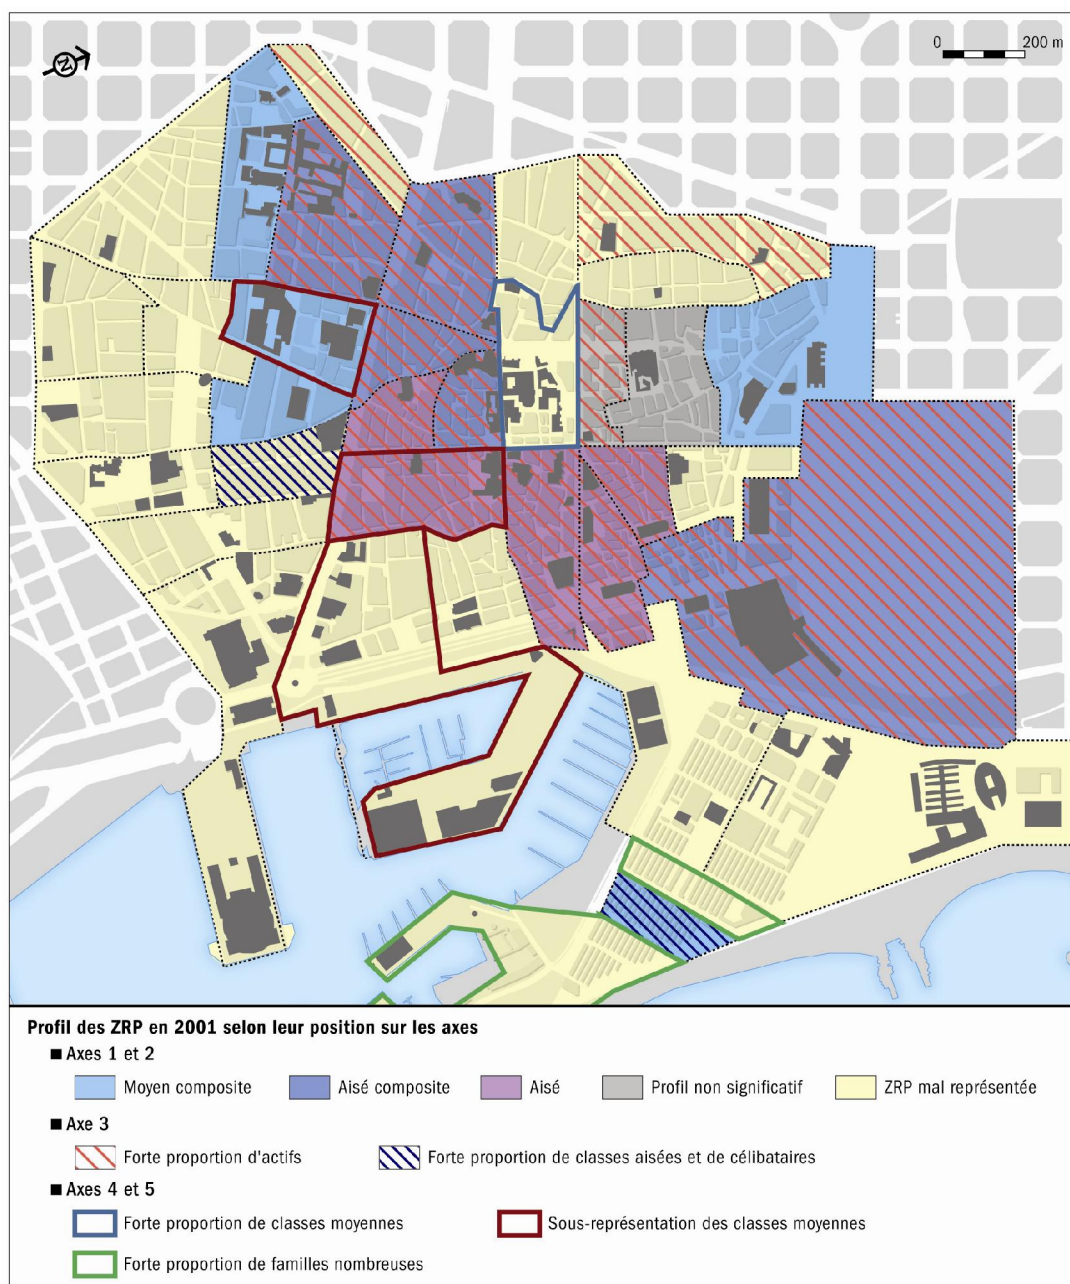 N
0 200 m
Profil des ZRP en 2001 selon leur position sur les axes
■ Axes 1 et 2
Moyen composite Aisé composite Aisé Profil non significatif ZRP mal représentée
■ Axe 3
Forte proportion d'actifs Forte proportion de classes aisées et de célibataires
■ Axes 4 et 5
Forte proportion de classes moyennes Sous-représentation des classes moyennes
Forte proportion de familles nombreuses